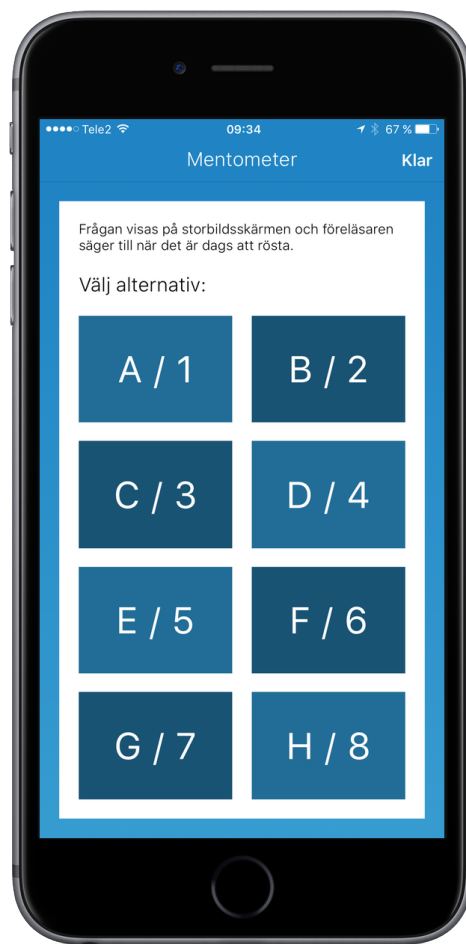 Tele2 09:34 67 %
Mentometer Klar
Frågan visas på storbildsskärmen och föreläsaren
säger till när det är dags att rösta.
Välj alternativ:
A / 1 B / 2
C / 3 D / 4
E / 5 F / 6
G / 7 H / 8